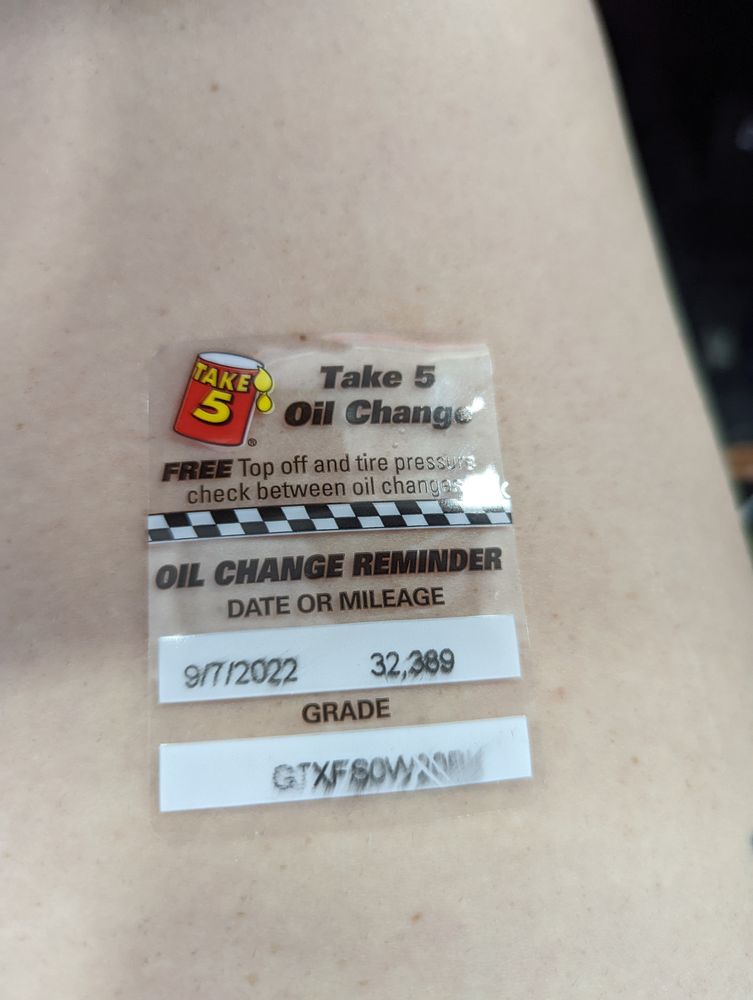 TAKE
5
®
Take 5
Oil Change
FREE Top off and tire pressure
check between oil changes
OIL CHANGE REMINDER
DATE OR MILEAGE
9/7/2022 32,389
GRADE